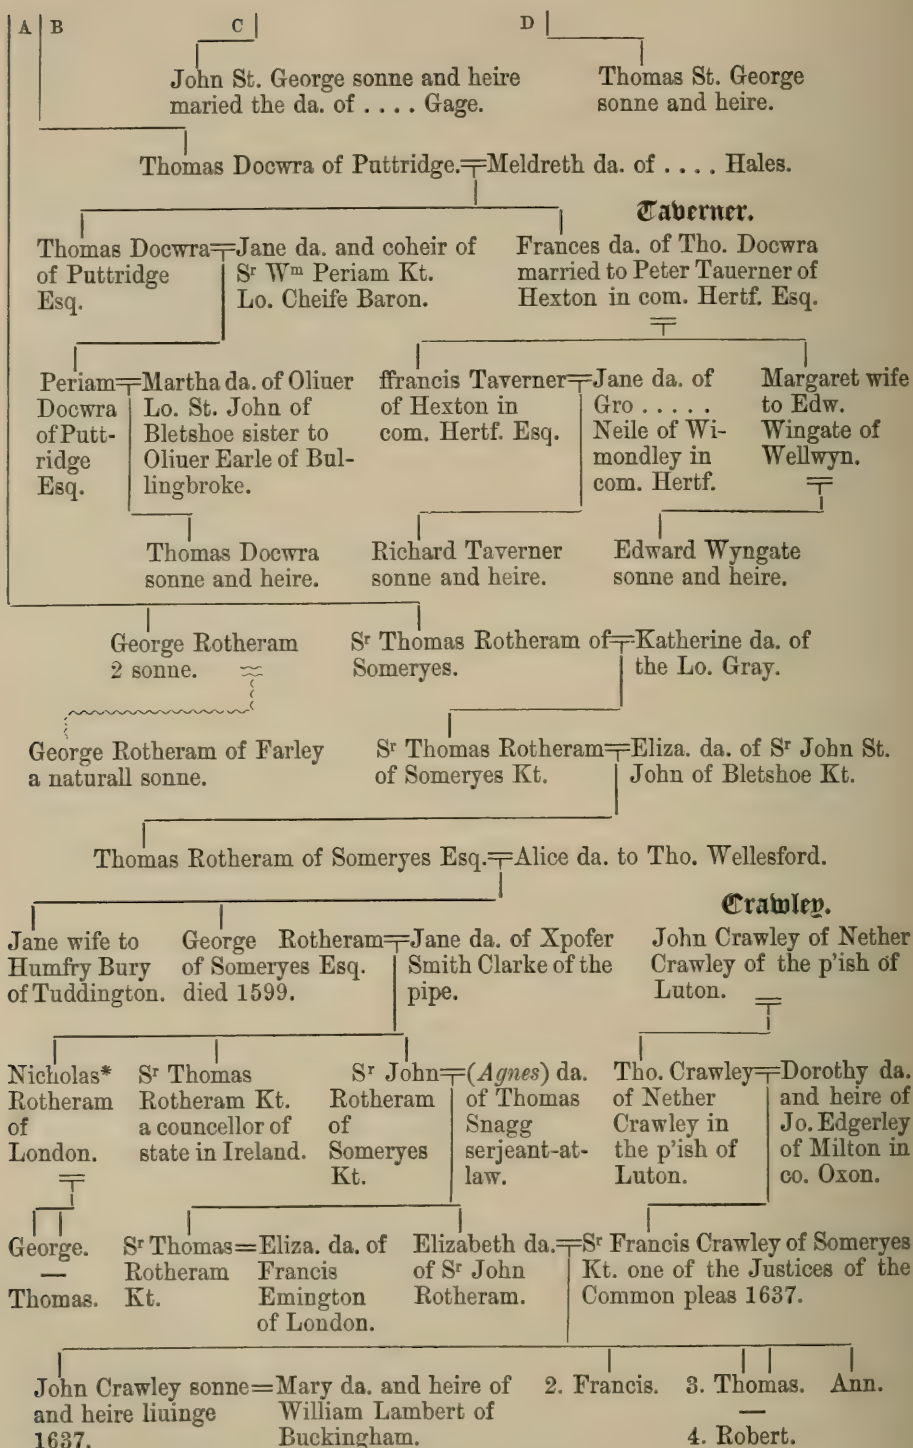 A B C D
John St. George sonne and heire
maried the da. of .... Gage.
Thomas St. George
sonne and heire.
Thomas Docwra of Puttridge.=Meldreth da. of .... Hales.
Taverner.
Thomas Docwra=Jane da. and coheir of
of Puttridge
Esq.
Sr Wm Periam Kt.
Lo. Cheife Baron.
Frances da. of Tho. Docwra
married to Peter Tauerner of
Hexton in com. Hertf. Esq.
Periam=Martha da. of Oliuer
Docwra
of Putt-
ridge
Esq.
Lo. St. John of
Bletshoe sister to
Oliuer Earle of Bul-
lingbroke.
ffrancis Taverner=Jane da. of
of Hexton in
com. Hertf. Esq.
Gro .....
Neile of Wi-
mondley in
com. Hertf.
Margaret wife
to Edw.
Wingate of
Wellwyn.
Thomas Docwra
sonne and heire.
Richard Taverner
sonne and heire.
Edward Wyngate
sonne and heire.
George Rotheram
2 sonne.
Sr Thomas Rotheram of=Katherine da. of
Someryes.
the Lo. Gray.
George Rotheram of Farley
a naturall sonne.
Sr Thomas Rotheram=Eliza. da. of Sr John St.
of Someryes Kt.
John of Bletshoe Kt.
Thomas Rotheram of Someryes Esq.=Alice da. to Tho. Wellesford.
Crawley.
Jane wife to
Humfry Bury
of Tuddington.
George Rotheram=Jane da. of Xpofer
of Someryes Esq.
died 1599.
Smith Clarke of the
pipe.
John Crawley of Nether
Crawley of the p'ish of
Luton.
Nicholas*
Rotheram
of
London.
Sr Thomas
Rotheram Kt.
a councellor of
state in Ireland.
Sr John=(Agnes) da.
Rotheram
of
Someryes
Kt.
of Thomas
Snagg
serjeant-at-
law.
Tho. Crawley=Dorothy da.
of Nether
Crawley in
the p'ish of
Luton.
and heire of
Jo. Edgerley
of Milton in
co. Oxon.
George.
—
Thomas.
Sr Thomas=Eliza. da. of
Rotheram
Kt.
Francis
Emington
of London.
Elizabeth da.=Sr Francis Crawley of Someryes
of Sr John
Rotheram.
Kt. one of the Justices of the
Common pleas 1637.
John Crawley sonne=Mary da. and heire of
and heire liuinge
1637.
William Lambert of
Buckingham.
2. Francis.
3. Thomas.
—
4. Robert.
Ann.